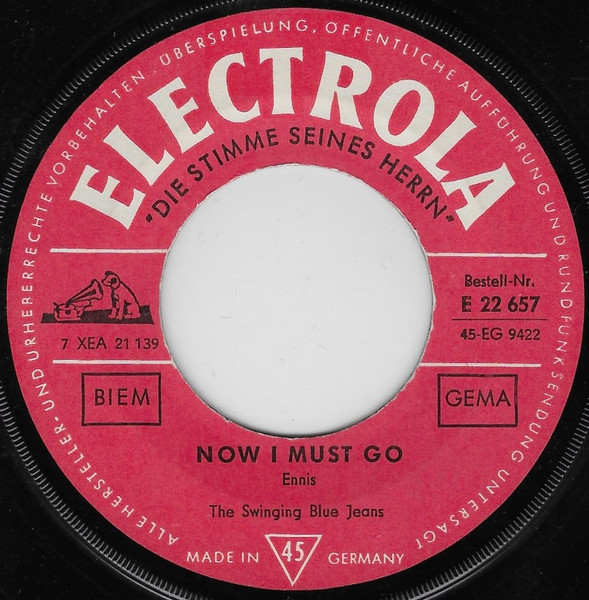 ALLE HERSTELLER- UND URHEBERRECHTE VORBEHALTEN. ÜBERSPIELUNG, ÖFFENTLICHE AUFFÜHRUNG UND RUNDFUNKSENDUNG UNTERSAGT
ELECTROLA
"DIE STIMME SEINES HERRN"
Bestell-Nr.
E 22 657
7 XEA 21 139
45-EG 9422
BIEM
GEMA
NOW I MUST GO
Ennis
The Swinging Blue Jeans
MADE IN 45 GERMANY